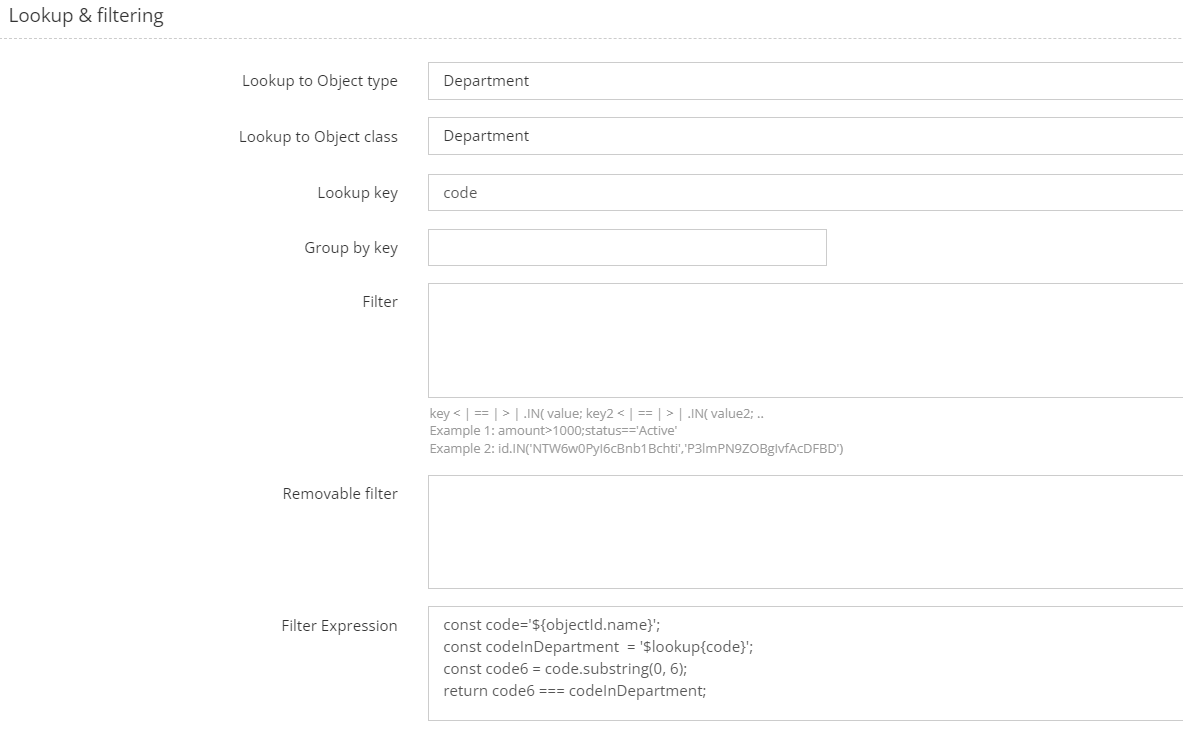 Lookup & filtering
Lookup to Object type
Department
Lookup to Object class
Department
Lookup key
code
Group by key
Filter
key < | == | > | .IN( value; key2 < | == | > | .IN( value2; ..
Example 1: amount>1000;status=='Active'
Example 2: id.IN('NTW6w0PyI6cBnb1Bchti','P3lmPN9ZOBgIvfAcDFBD')
Removable filter
Filter Expression
const code='${objectId.name}';
const codeInDepartment  = '$lookup{code}';
const code6 = code.substring(0, 6);
return code6 === codeInDepartment;